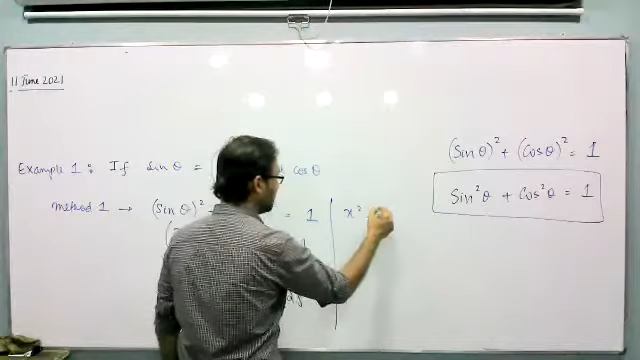 11 June 2021
(Sin θ)² + (Cos θ)² = 1
Sin²θ + Cos²θ = 1
Example 1: If Sin θ = cos θ
method 1 → (Sin θ)² = 1
x²